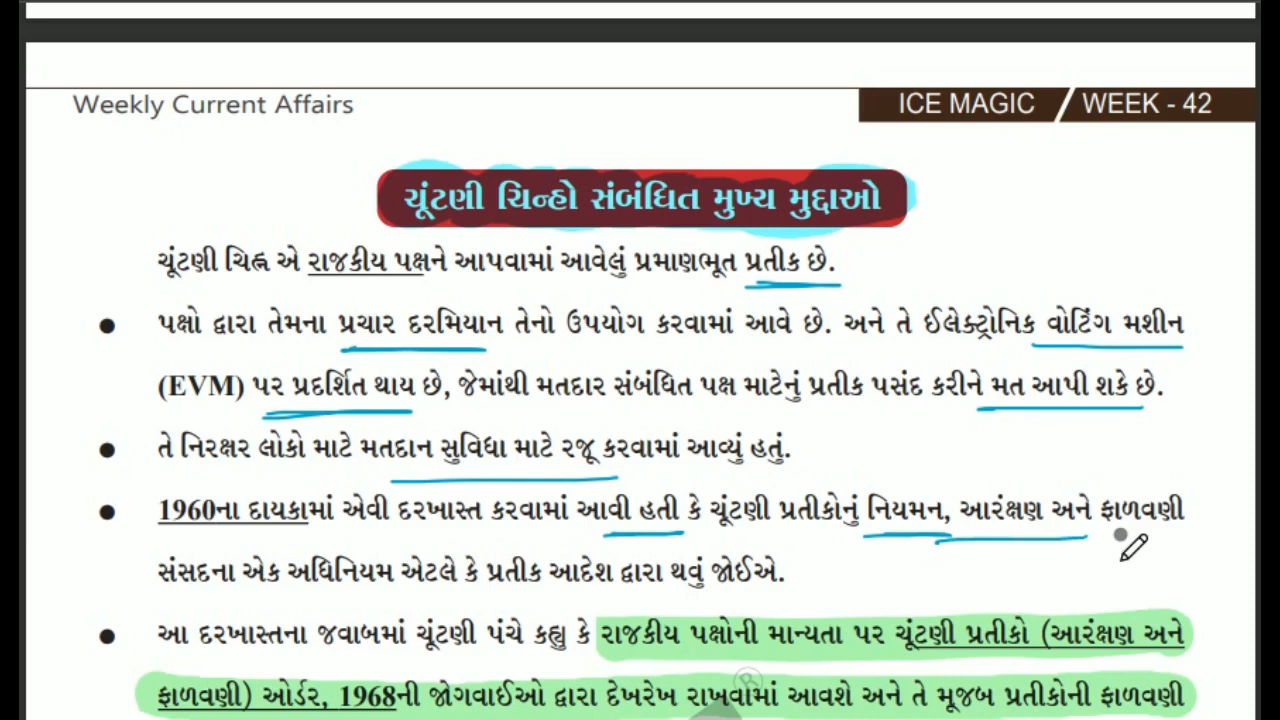 Weekly Current Affairs
ICE MAGIC WEEK - 42
ચૂંટણી ચિન્હો સંબંધિત મુખ્ય મુદ્દાઓ
ચૂંટણી ચિહ્ન એ રાજકીય પક્ષને આપવામાં આવેલું પ્રમાણભૂત પ્રતીક છે.
● પક્ષો દ્વારા તેમના પ્રચાર દરમિયાન તેનો ઉપયોગ કરવામાં આવે છે. અને તે ઈલેક્ટ્રોનિક વોટિંગ મશીન
(EVM) પર પ્રદર્શિત થાય છે, જેમાંથી મતદાર સંબંધિત પક્ષ માટેનું પ્રતીક પસંદ કરીને મત આપી શકે છે.
● તે નિરક્ષર લોકો માટે મતદાન સુવિધા માટે રજૂ કરવામાં આવ્યું હતું.
● 1960ના દાયકામાં એવી દરખાસ્ત કરવામાં આવી હતી કે ચૂંટણી પ્રતીકોનું નિયમન, આરંક્ષણ અને ફાળવણી
સંસદના એક અધિનિયમ એટલે કે પ્રતીક આદેશ દ્વારા થવું જોઈએ.
● આ દરખાસ્તના જવાબમાં ચૂંટણી પંચે કહ્યુ કે રાજકીય પક્ષોની માન્યતા પર ચૂંટણી પ્રતીકો (આરંક્ષણ અને
ફાળવણી) ઓર્ડર, 1968ની જોગવાઈઓ દ્વારા દેખરેખ રાખવામાં આવશે અને તે મૂજબ પ્રતીકોની ફાળવણી